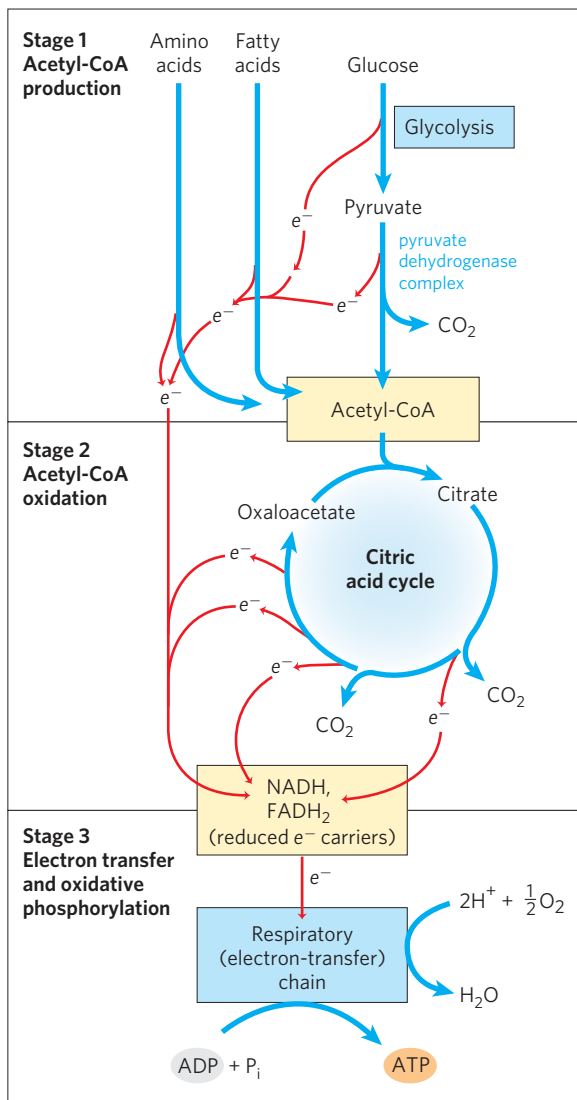 Stage 1
Acetyl-CoA
production
Amino
acids
Fatty
acids
Glucose
Glycolysis
e⁻
Pyruvate
pyruvate
dehydrogenase
complex
e⁻
e⁻
CO₂
e⁻
Acetyl-CoA
Stage 2
Acetyl-CoA
oxidation
Citrate
Oxaloacetate
Citric
acid cycle
e⁻
e⁻
e⁻
CO₂
CO₂
e⁻
NADH,
FADH₂
(reduced e⁻ carriers)
Stage 3
Electron transfer
and oxidative
phosphorylation
e⁻
2H⁺ + ½O₂
Respiratory
(electron-transfer)
chain
H₂O
ADP + Pᵢ
ATP